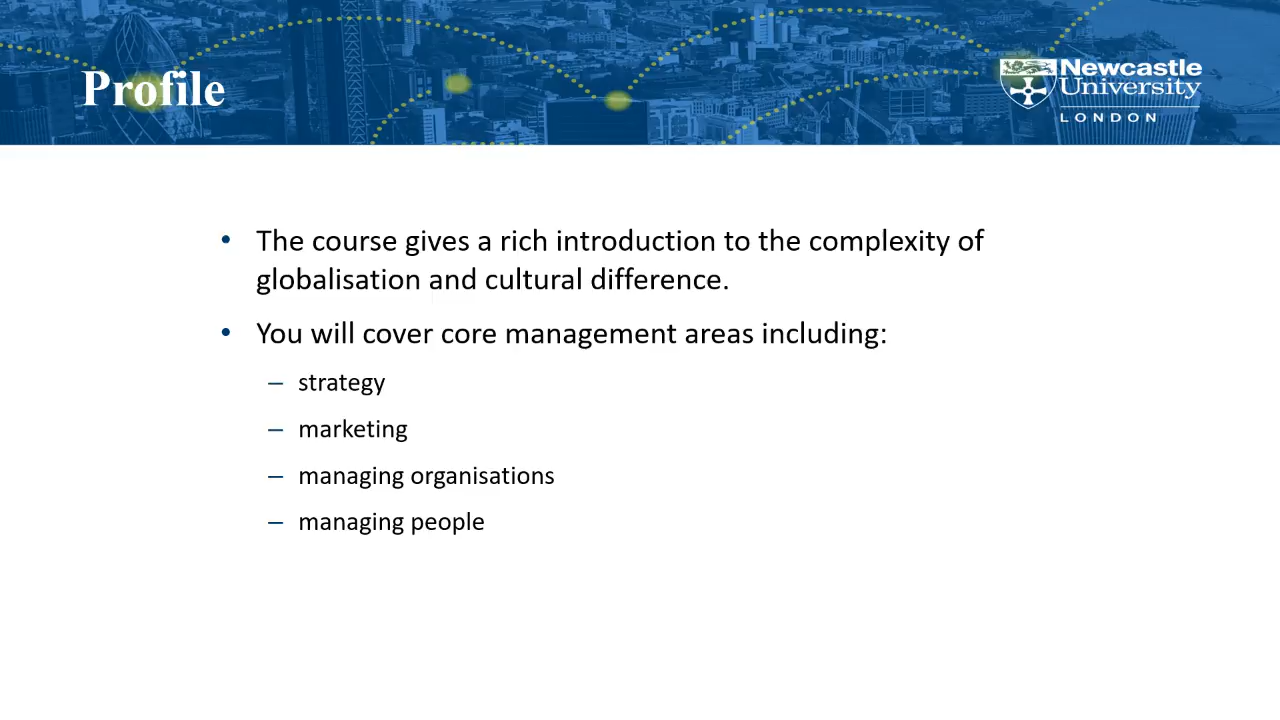 Profile
Newcastle
University
LONDON
• The course gives a rich introduction to the complexity of
globalisation and cultural difference.
• You will cover core management areas including:
– strategy
– marketing
– managing organisations
– managing people